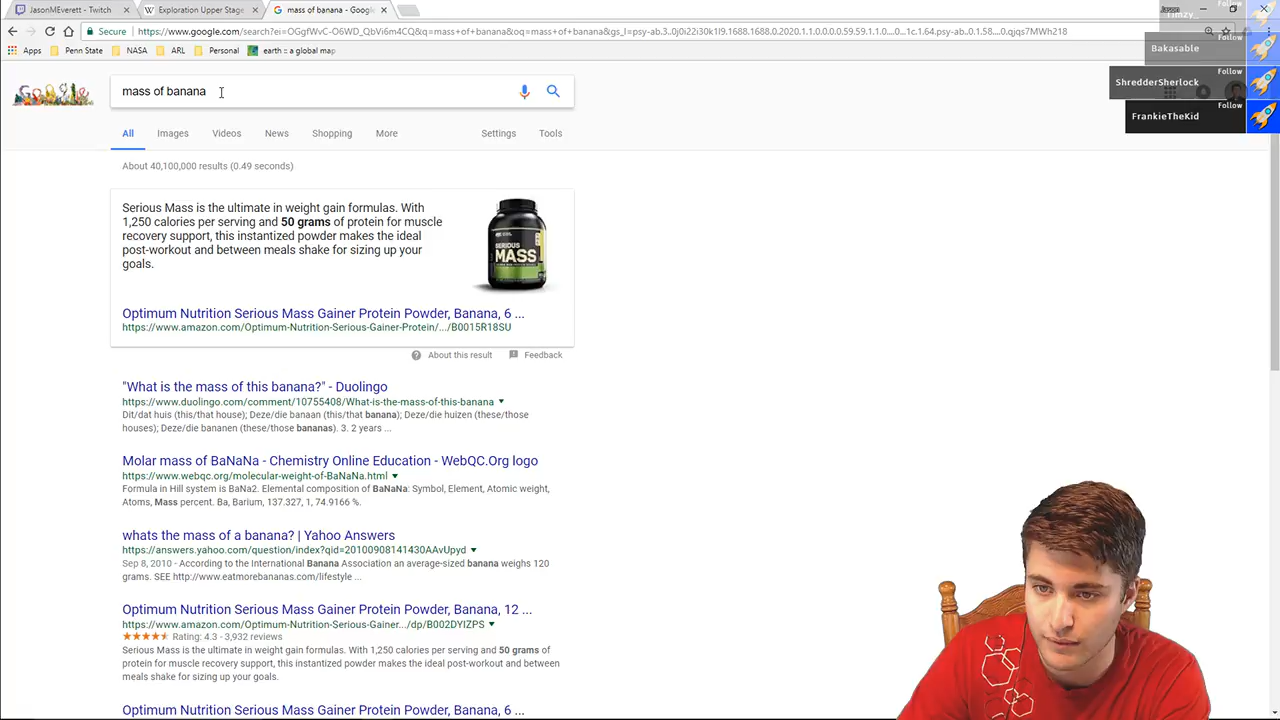 JasonMEverett - Twitch
Exploration Upper Stage
mass of banana - Google
Secure
https://www.google.com/search?ei=OGgfWvC-O6WD_QbVi6m4CQ&q=mass+of+banana&oq=mass+of+banana&gs_l=psy-ab.3..0j0i22i30k1l9.1688.1688.0.2020.1.1.0.0.0.0.59.59.1.1.0....0...1c.1.64.psy-ab..0.1.58....0.qjqs7MWh218
Apps
Penn State
NASA
ARL
Personal
earth = a global map
Follow
Follow
Bakasable
Follow
ShredderSherlock
Follow
FrankieTheKid
Google
mass of banana
All
Images
Videos
News
Shopping
More
Settings
Tools
About 40,100,000 results (0.49 seconds)
Serious Mass is the ultimate in weight gain formulas. With
1,250 calories per serving and 50 grams of protein for muscle
recovery support, this instantized powder makes the ideal
post-workout and between meals shake for sizing up your
goals.
SERIOUS
MASS
Optimum Nutrition Serious Mass Gainer Protein Powder, Banana, 6 ...
https://www.amazon.com/Optimum-Nutrition-Serious-Gainer-Protein/.../B0015R18SU
About this result
Feedback
"What is the mass of this banana?" - Duolingo
https://www.duolingo.com/comment/10755408/What-is-the-mass-of-this-banana
Dit/dat huis (this/that house); Deze/die banaan (this/that banana); Deze/die huizen (these/those
houses); Deze/die bananen (these/those bananas). 3. 2 years ...
Molar mass of BaNaNa - Chemistry Online Education - WebQC.Org logo
https://www.webqc.org/molecular-weight-of-BaNaNa.html
Formula in Hill system is BaNa2. Elemental composition of BaNaNa: Symbol, Element, Atomic weight,
Atoms, Mass percent. Ba, Barium, 137.327, 1, 74.9166 %.
whats the mass of a banana? | Yahoo Answers
https://answers.yahoo.com/question/index?qid=20100908141430AAvUpyd
Sep 8, 2010 - According to the International Banana Association an average-sized banana weighs 120
grams. SEE http://www.eatmorebananas.com/lifestyle ...
Optimum Nutrition Serious Mass Gainer Protein Powder, Banana, 12 ...
https://www.amazon.com/Optimum-Nutrition-Serious-Gainer.../dp/B002DYIZPS
Rating: 4.3 - 3,932 reviews
Serious Mass is the ultimate in weight gain formulas. With 1,250 calories per serving and 50 grams of
protein for muscle recovery support, this instantized powder makes the ideal post-workout and between
meals shake for sizing up your goals.
Optimum Nutrition Serious Mass Gainer Protein Powder, Banana, 6 ...